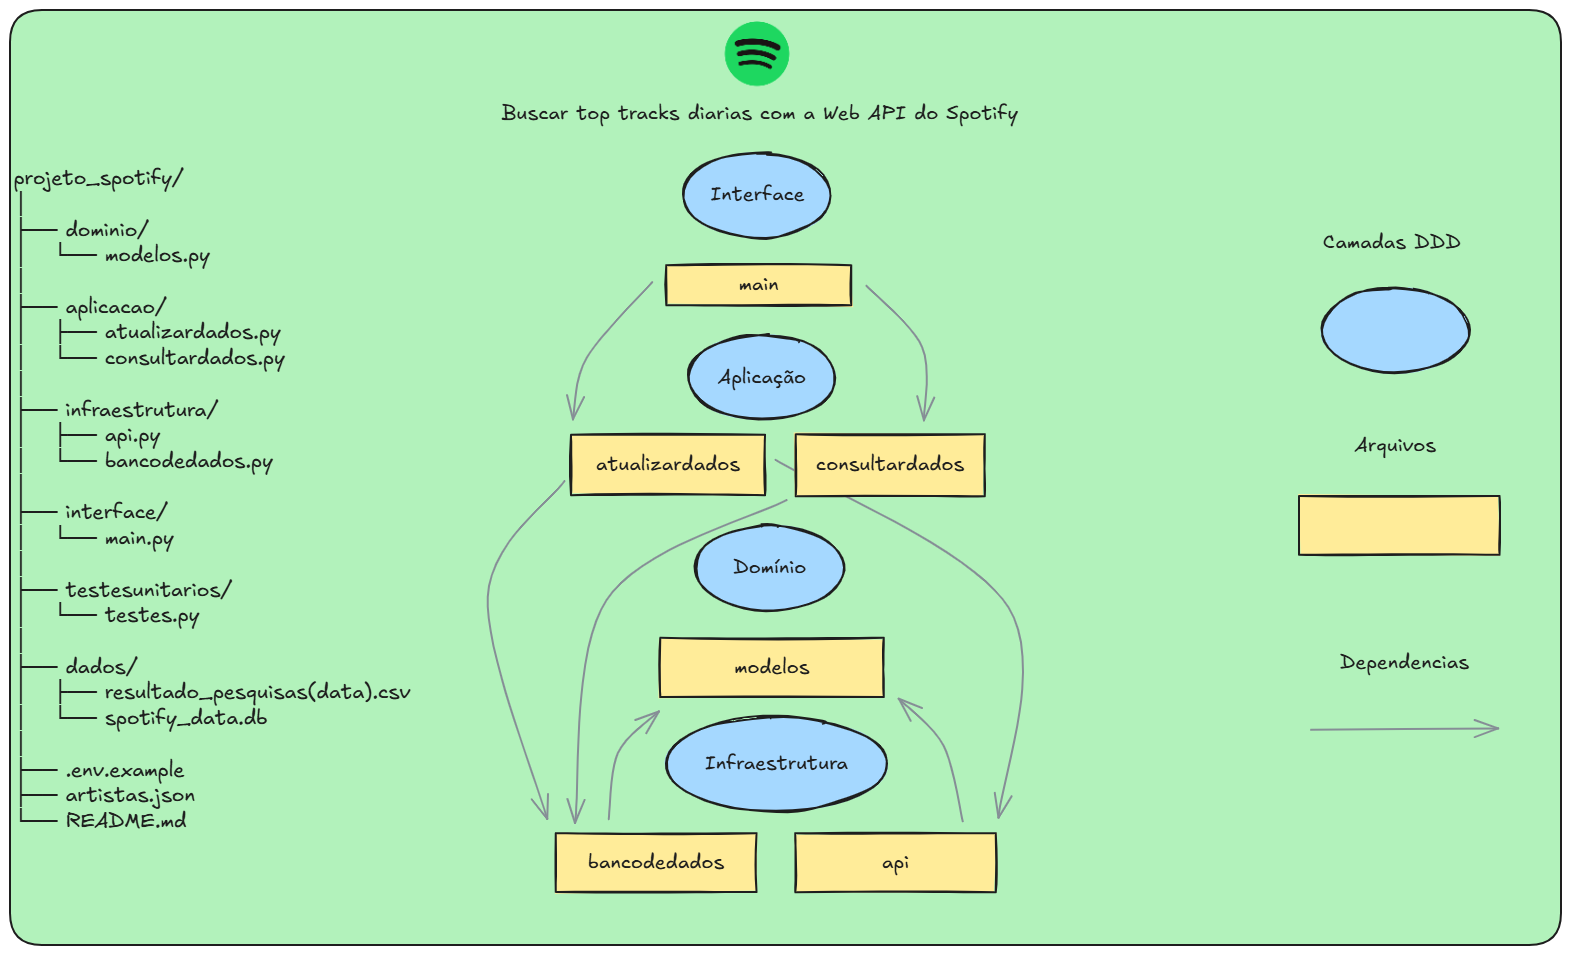 Buscar top tracks diarias com a Web API do Spotify
projeto_spotify/
dominio/
modelos.py
aplicacao/
atualizardados.py
consultardados.py
infraestrutura/
api.py
bancodedados.py
interface/
main.py
testesunitarios/
testes.py
dados/
resultado_pesquisas(data).csv
spotify_data.db
.env.example
artistas.json
README.md
Interface
main
Aplicação
atualizardados
consultardados
Domínio
modelos
Infraestrutura
bancodedados
api
Camadas DDD
Arquivos
Dependencias